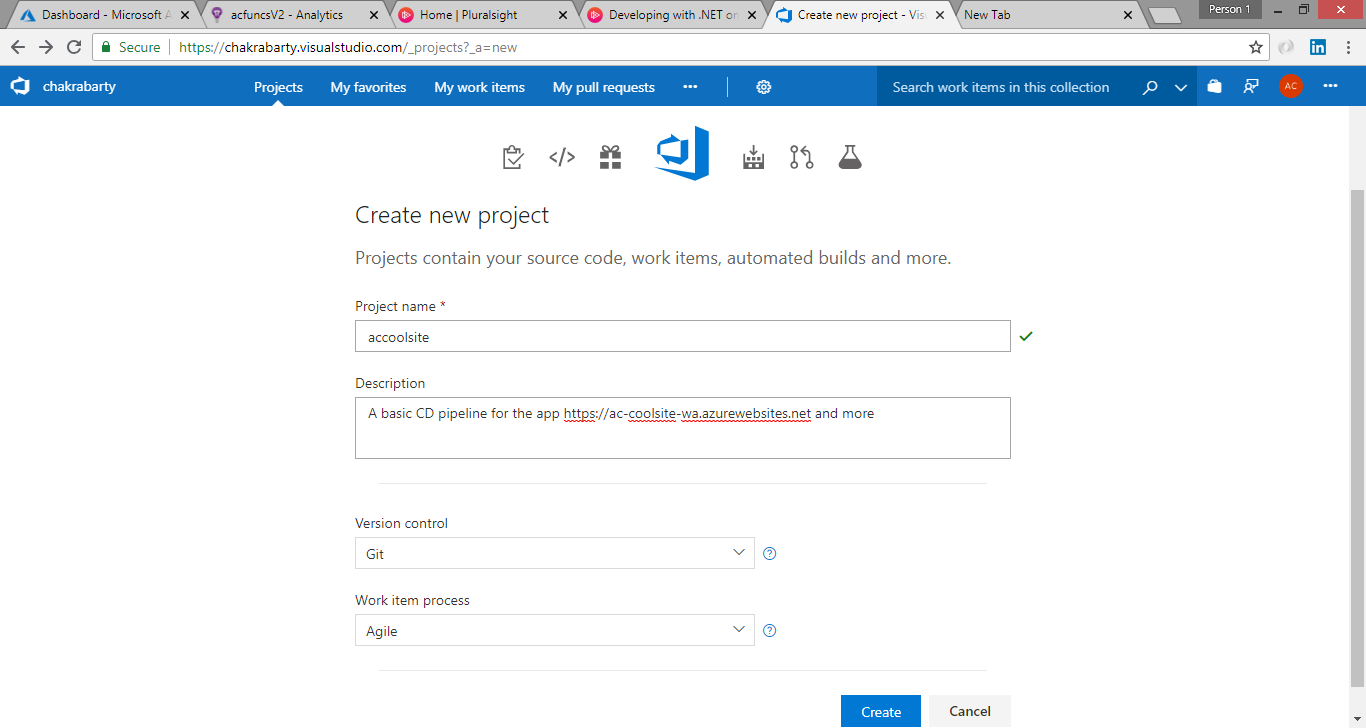 Dashboard - Microsoft A
acfuncsV2 - Analytics
Home | Pluralsight
Developing with .NET on
Create new project - Visu
New Tab
Person 1
Secure
https://chakrabarty.visualstudio.com/_projects?_a=new
in
chakrabarty
Projects
My favorites
My work items
My pull requests
Search work items in this collection
AC
Create new project
Projects contain your source code, work items, automated builds and more.
Project name *
accoolsite
Description
A basic CD pipeline for the app https://ac-coolsite-wa.azurewebsites.net and more
Version control
Git
Work item process
Agile
Create
Cancel